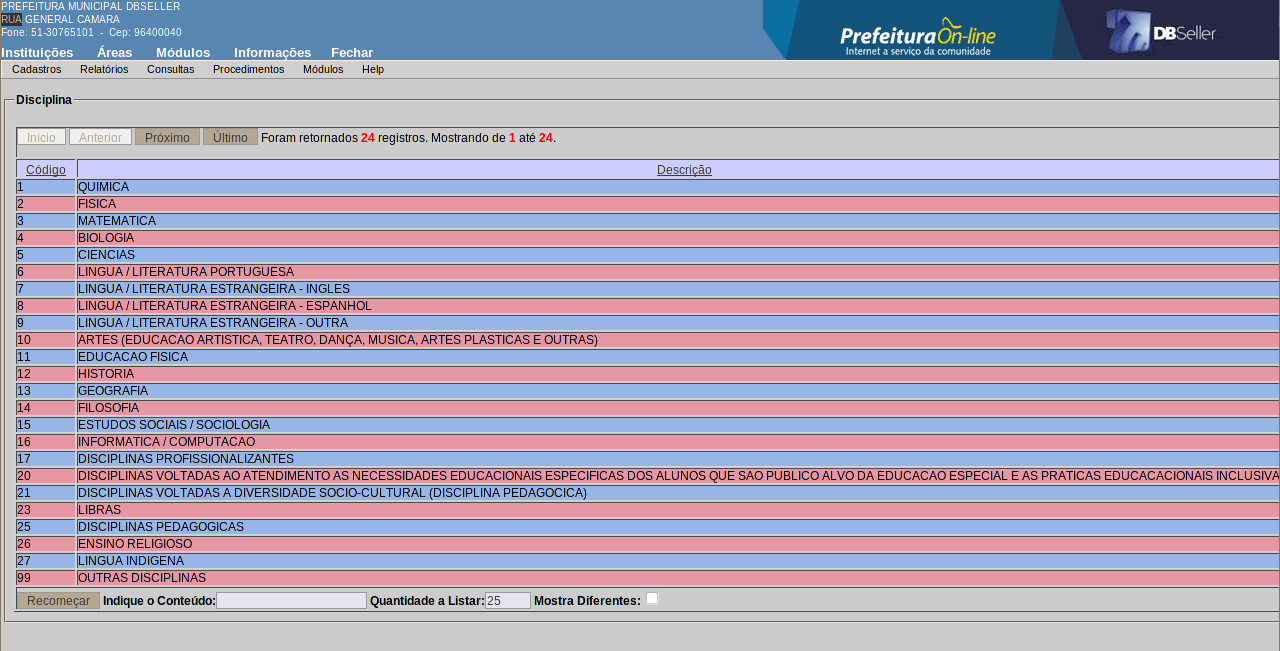 PREFEITURA MUNICIPAL DBSELLER
RUA GENERAL CAMARA
Fone: 51-30765101 - Cep: 96400040
PrefeituraOn-line
Internet a serviço da comunidade
DBSeller
Instituições Áreas Módulos Informações Fechar
Cadastros Relatórios Consultas Procedimentos Módulos Help
Disciplina
Início Anterior Próximo Último Foram retornados 24 registros. Mostrando de 1 até 24.
Código Descrição
1 QUIMICA
2 FISICA
3 MATEMATICA
4 BIOLOGIA
5 CIENCIAS
6 LINGUA / LITERATURA PORTUGUESA
7 LINGUA / LITERATURA ESTRANGEIRA - INGLES
8 LINGUA / LITERATURA ESTRANGEIRA - ESPANHOL
9 LINGUA / LITERATURA ESTRANGEIRA - OUTRA
10 ARTES (EDUCACAO ARTISTICA, TEATRO, DANÇA, MUSICA, ARTES PLASTICAS E OUTRAS)
11 EDUCACAO FISICA
12 HISTORIA
13 GEOGRAFIA
14 FILOSOFIA
15 ESTUDOS SOCIAIS / SOCIOLOGIA
16 INFORMATICA / COMPUTACAO
17 DISCIPLINAS PROFISSIONALIZANTES
20 DISCIPLINAS VOLTADAS AO ATENDIMENTO AS NECESSIDADES EDUCACIONAIS ESPECIFICAS DOS ALUNOS QUE SAO PUBLICO ALVO DA EDUCACAO ESPECIAL E AS PRATICAS EDUCACACIONAIS INCLUSIVA
21 DISCIPLINAS VOLTADAS A DIVERSIDADE SOCIO-CULTURAL (DISCIPLINA PEDAGOCICA)
23 LIBRAS
25 DISCIPLINAS PEDAGOGICAS
26 ENSINO RELIGIOSO
27 LINGUA INDIGENA
99 OUTRAS DISCIPLINAS
Recomeçar Indique o Conteúdo: Quantidade a Listar: 25 Mostra Diferentes: